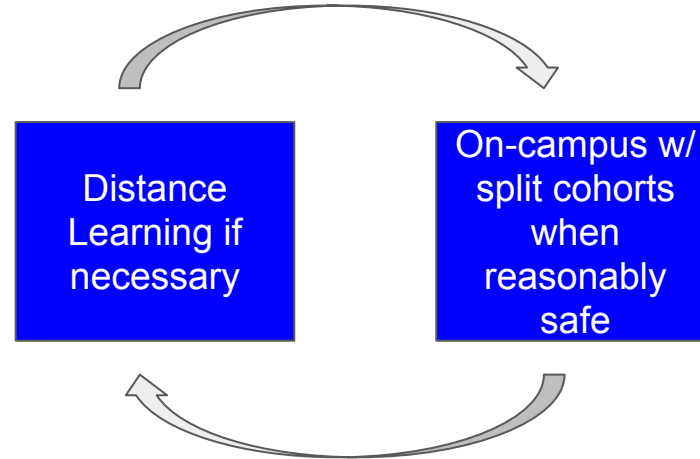 Distance
Learning if
necessary
On-campus w/
split cohorts
when
reasonably
safe